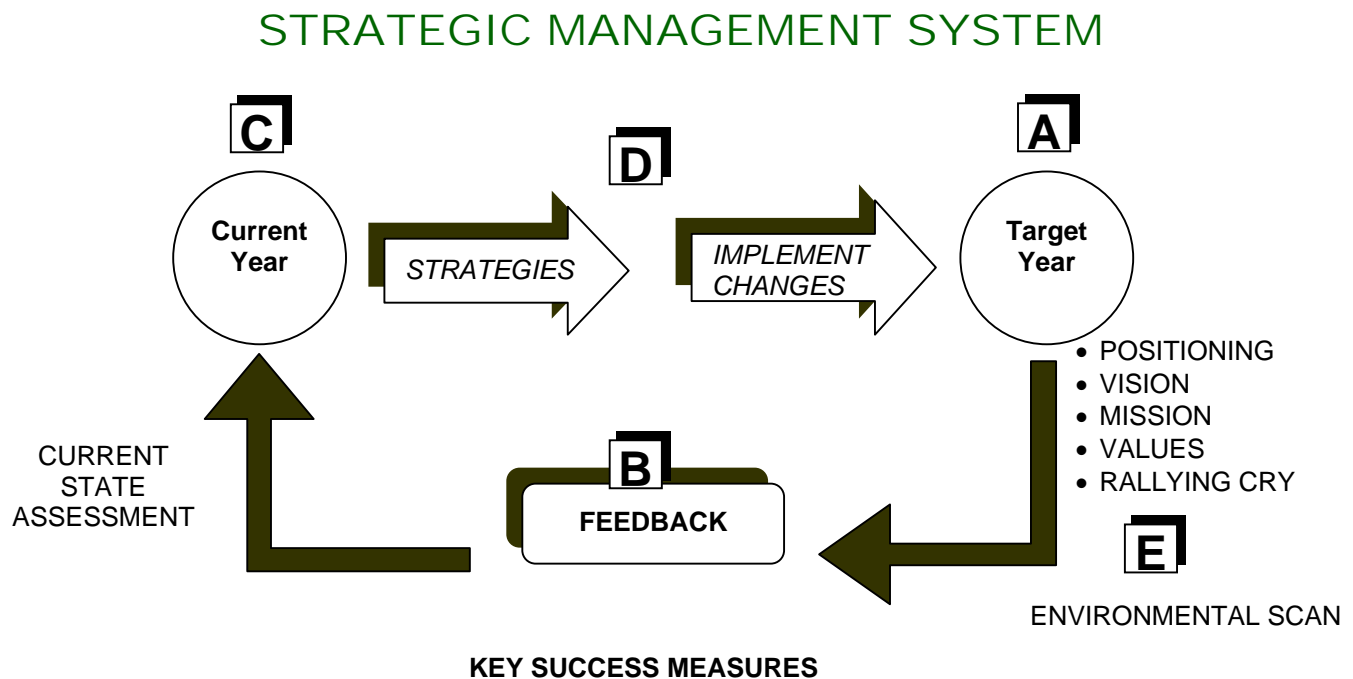 STRATEGIC MANAGEMENT SYSTEM
C
D
A
Current
Year
STRATEGIES
IMPLEMENT
CHANGES
Target
Year
• POSITIONING
• VISION
• MISSION
• VALUES
• RALLYING CRY
CURRENT
STATE
ASSESSMENT
B
FEEDBACK
E
ENVIRONMENTAL SCAN
KEY SUCCESS MEASURES